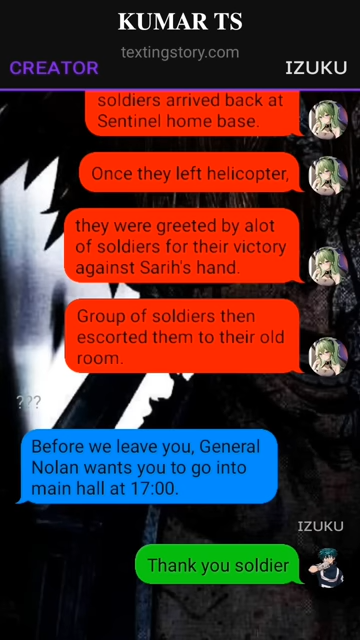 KUMAR TS
textingstory.com
CREATOR
IZUKU
soldiers arrived back at
Sentinel home base.
Once they left helicopter,
they were greeted by alot
of soldiers for their victory
against Sarih's hand.
Group of soldiers then
escorted them to their old
room.
???
Before we leave you, General
Nolan wants you to go into
main hall at 17:00.
IZUKU
Thank you soldier